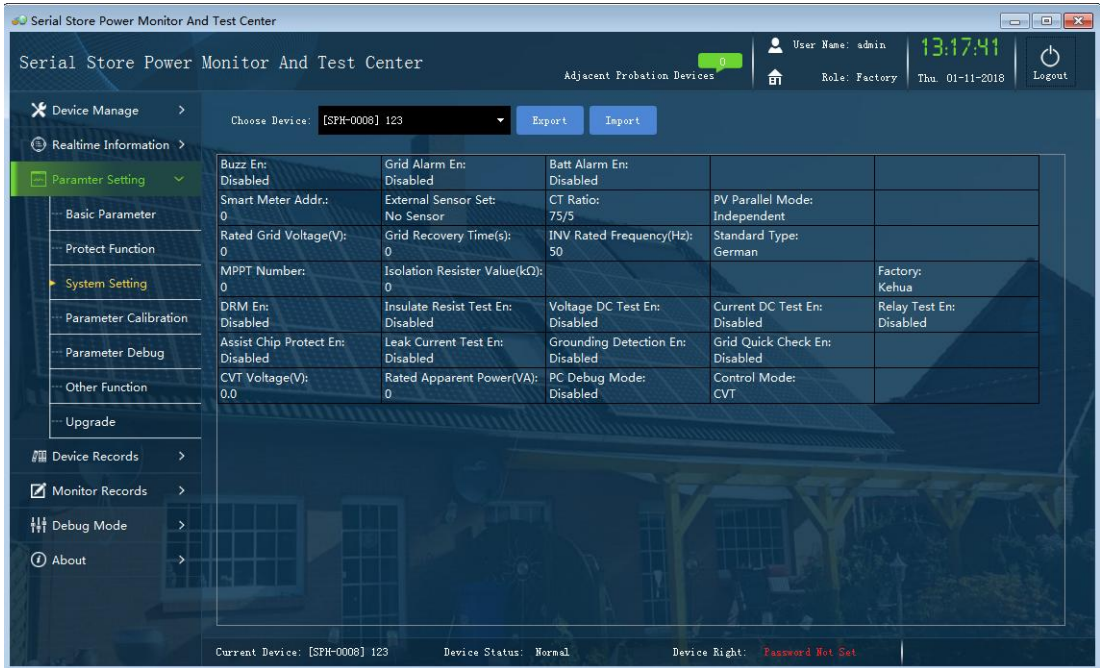 Serial Store Power Monitor And Test Center
Serial Store Power Monitor And Test Center
0
Adjacent Probation Devices
User Name: admin
Role: Factory
13:17:41
Thu. 01-11-2018
Logout
Device Manage
Realtime Information
Paramter Setting
Basic Parameter
Protect Function
System Setting
Parameter Calibration
Parameter Debug
Other Function
Upgrade
Device Records
Monitor Records
Debug Mode
About
Choose Device: [SPH-0008] 123
Export
Import
Buzz En:
Disabled
Grid Alarm En:
Disabled
Batt Alarm En:
Disabled
Smart Meter Addr.:
0
External Sensor Set:
No Sensor
CT Ratio:
75/5
PV Parallel Mode:
Independent
Rated Grid Voltage(V):
0
Grid Recovery Time(s):
0
INV Rated Frequency(Hz):
50
Standard Type:
German
MPPT Number:
0
Isolation Resister Value(kΩ):
0
Factory:
Kehua
DRM En:
Disabled
Insulate Resist Test En:
Disabled
Voltage DC Test En:
Disabled
Current DC Test En:
Disabled
Relay Test En:
Disabled
Assist Chip Protect En:
Disabled
Leak Current Test En:
Disabled
Grounding Detection En:
Disabled
Grid Quick Check En:
Disabled
CVT Voltage(V):
0.0
Rated Apparent Power(VA):
0
PC Debug Mode:
Disabled
Control Mode:
CVT
Current Device: [SPH-0008] 123
Device Status: Normal
Device Right: Password Not Set